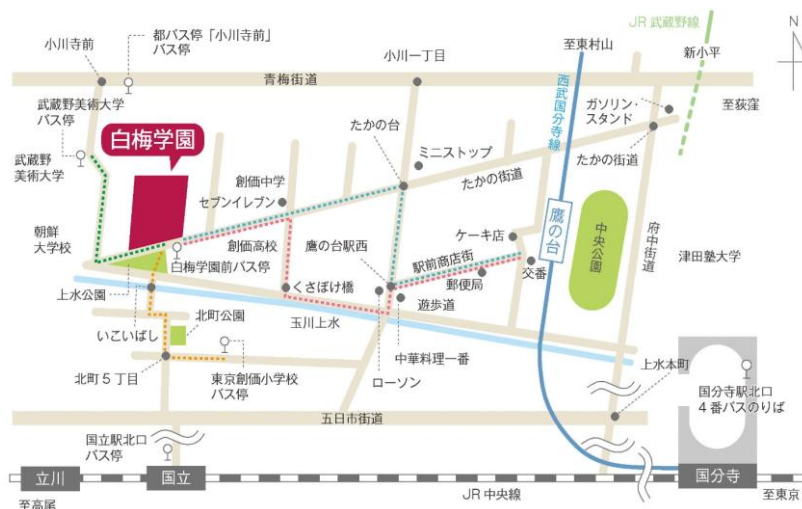 JR 武蔵野線
N
都バス停「小川寺前」
バス停
小川寺前
小川一丁目
至東村山
新小平
青梅街道
西武国分寺線
ガソリン・
スタンド
至荻窪
武蔵野美術大学
バス停
白梅学園
たかの台
ミニストップ
たかの街道
武蔵野
美術大学
創価中学
セブンイレブン
たかの街道
鷹の台
中央公園
府中街道
朝鮮
大学校
創価高校
鷹の台駅西
ケーキ店
駅前商店街
津田塾大学
白梅学園前バス停
交番
郵便局
上水公園
くさぼけ橋
遊歩道
玉川上水
いこいばし
北町公園
中華料理一番
ローソン
北町5丁目
東京創価小学校
バス停
上水本町
国分寺駅北口
4番バスのりば
五日市街道
国立駅北口
バス停
立川
国立
国分寺
至高尾
JR 中央線
至東京